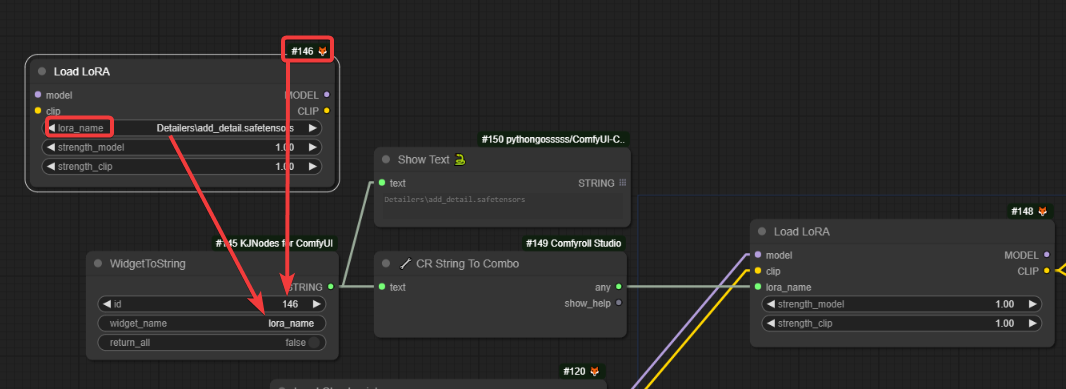 #146
Load LoRA
model MODEL
clip CLIP
lora_name Detailers\add_detail.safetensors
strength_model 1.00
strength_clip 1.00
#150 pythongosssss/ComfyUI-C..
Show Text
text STRING
Detailers\add_detail.safetensors
#145 KJNodes for ComfyUI
WidgetToString
STRING
id 146
widget_name lora_name
return_all false
#149 Comfyroll Studio
CR String To Combo
text any
show_help
#148
Load LoRA
model MODEL
clip CLIP
lora_name
strength_model 1.00
strength_clip 1.00
#120